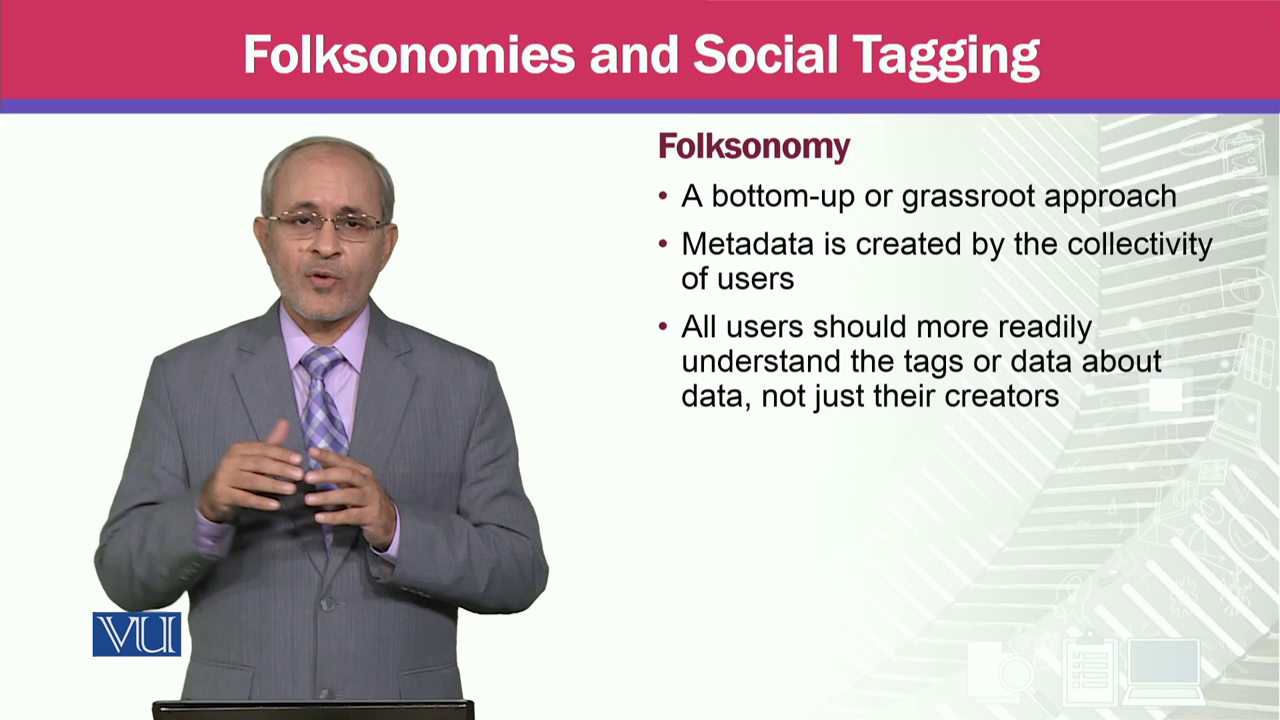 Folksonomies and Social Tagging
Folksonomy
• A bottom-up or grassroot approach
• Metadata is created by the collectivity
of users
• All users should more readily
understand the tags or data about
data, not just their creators
VU